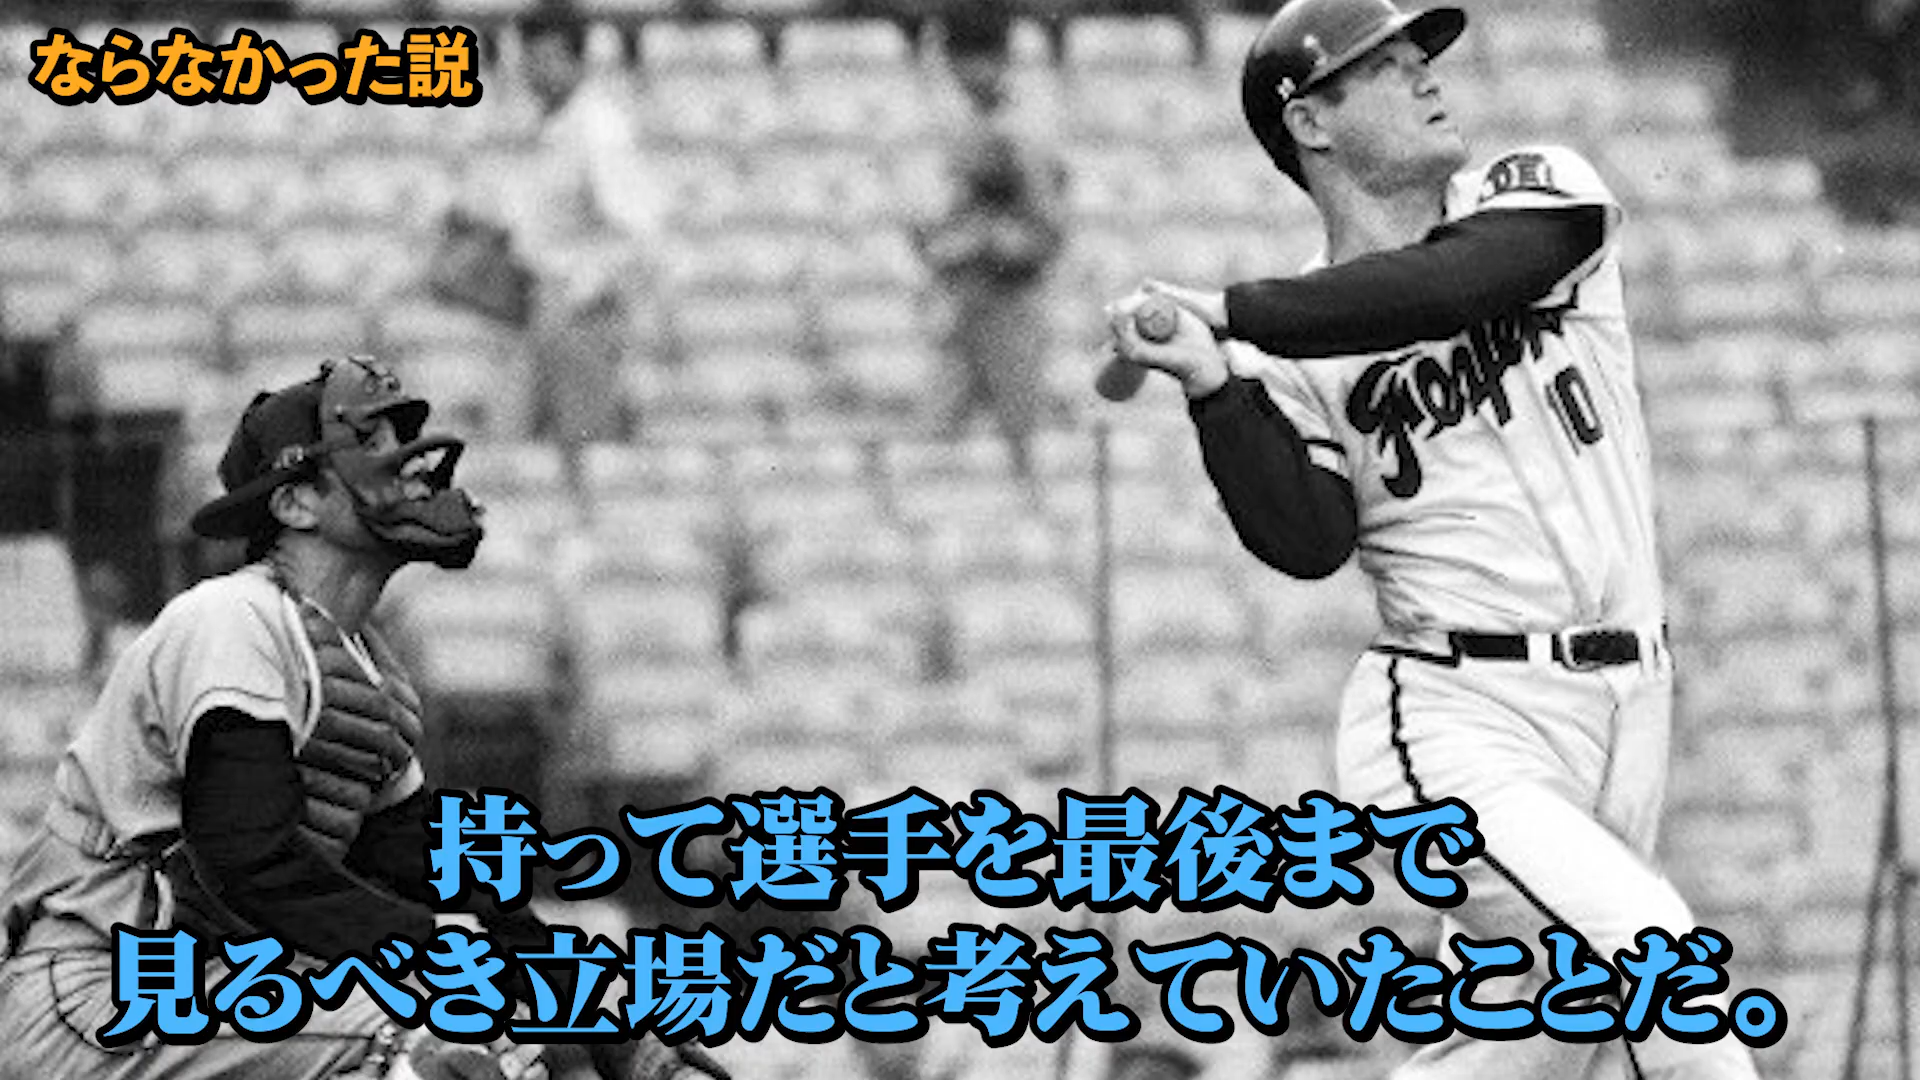 ならなかった説
10
持って選手を最後まで
見るべき立場だと考えていたことだ。